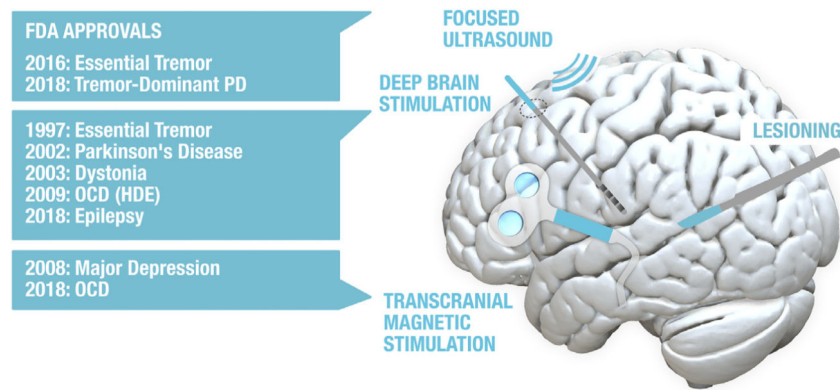 FDA APPROVALS
2016: Essential Tremor
2018: Tremor-Dominant PD
1997: Essential Tremor
2002: Parkinson's Disease
2003: Dystonia
2009: OCD (HDE)
2018: Epilepsy
2008: Major Depression
2018: OCD
FOCUSED
ULTRASOUND
DEEP BRAIN
STIMULATION
LESIONING
TRANSCRANIAL
MAGNETIC
STIMULATION